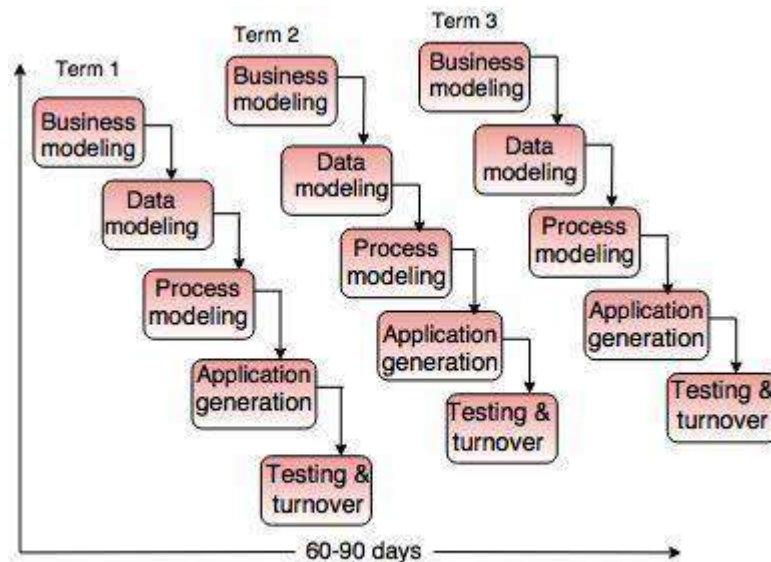 Term 1
Business
modeling
Data
modeling
Process
modeling
Application
generation
Testing &
turnover
Term 2
Business
modeling
Data
modeling
Process
modeling
Application
generation
Testing &
turnover
Term 3
Business
modeling
Data
modeling
Process
modeling
Application
generation
Testing &
turnover
60-90 days